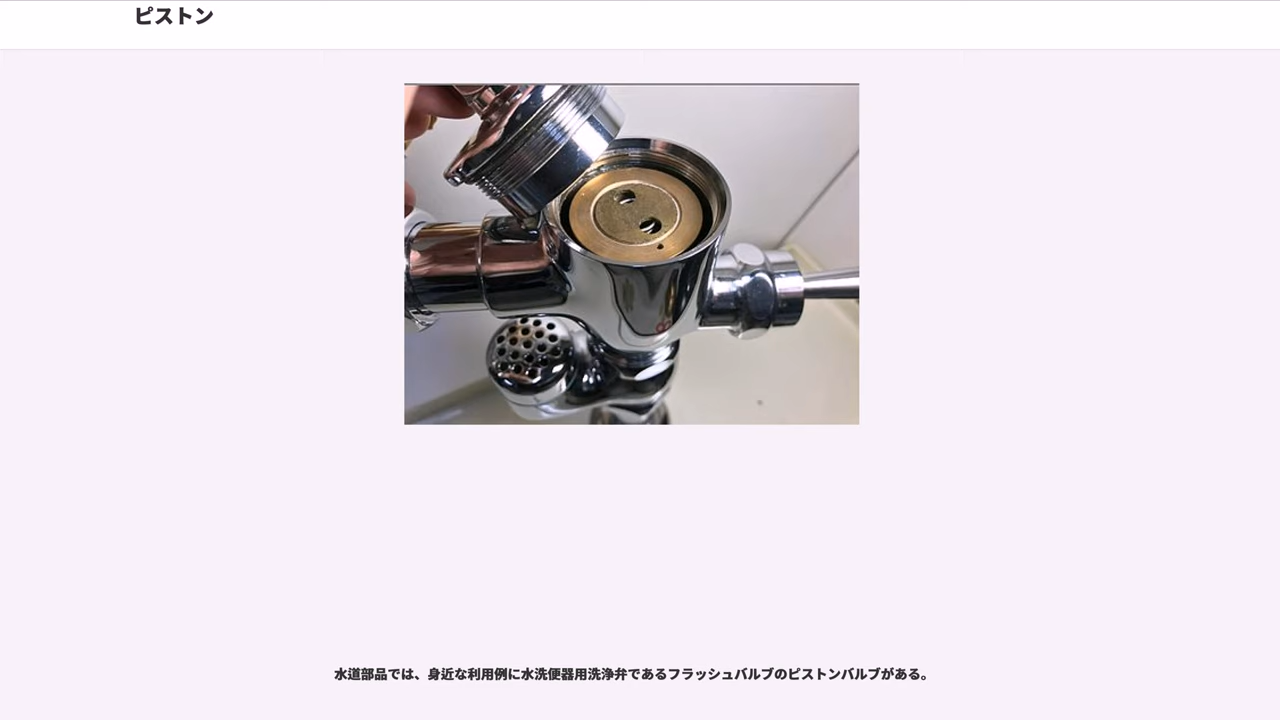 ピストン
水道部品では、身近な利用例に水洗便器用洗浄弁であるフラッシュバルブのピストンバルブがある。